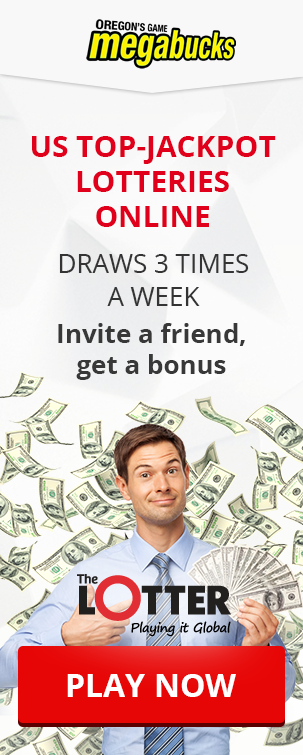 OREGON'S GAME
megabucks
US TOP-JACKPOT
LOTTERIES
ONLINE
DRAWS 3 TIMES
A WEEK
Invite a friend,
get a bonus
The
LOTTER
Playing it Global
PLAY NOW